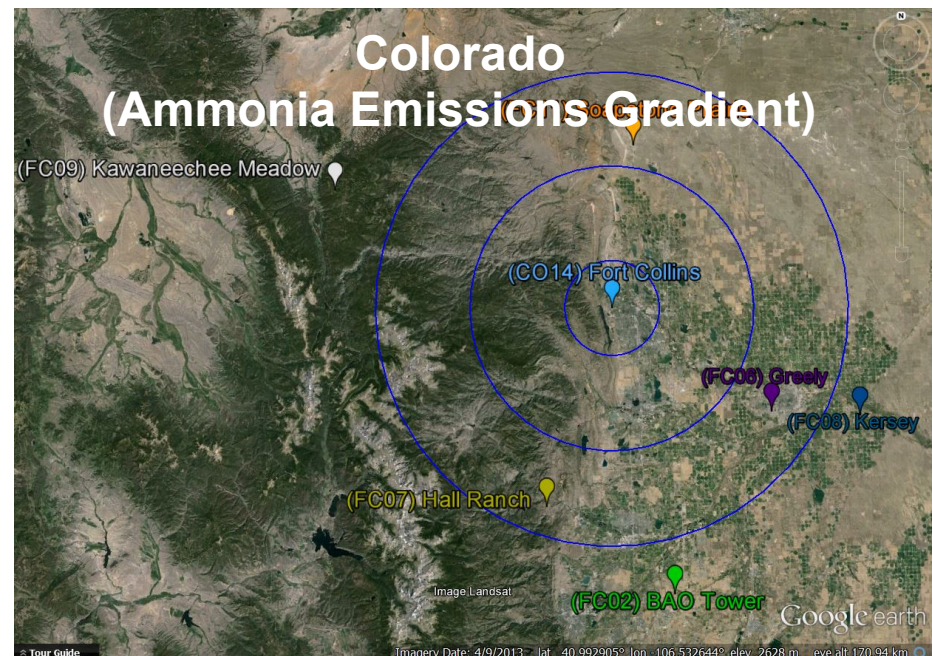 N
Colorado
(Ammonia Emissions Gradient)
(FC09) Kawaneechee Meadow
(CO14) Fort Collins
(FC06) Greely
(FC08) Kersey
(FC07) Hall Ranch
Image Landsat
(FC02) BAO Tower
Google earth
Tour Guide
Imagery Date: 4/9/2013 lat 40.992905° lon -106.532644° elev 2628 m eye alt 170.94 km